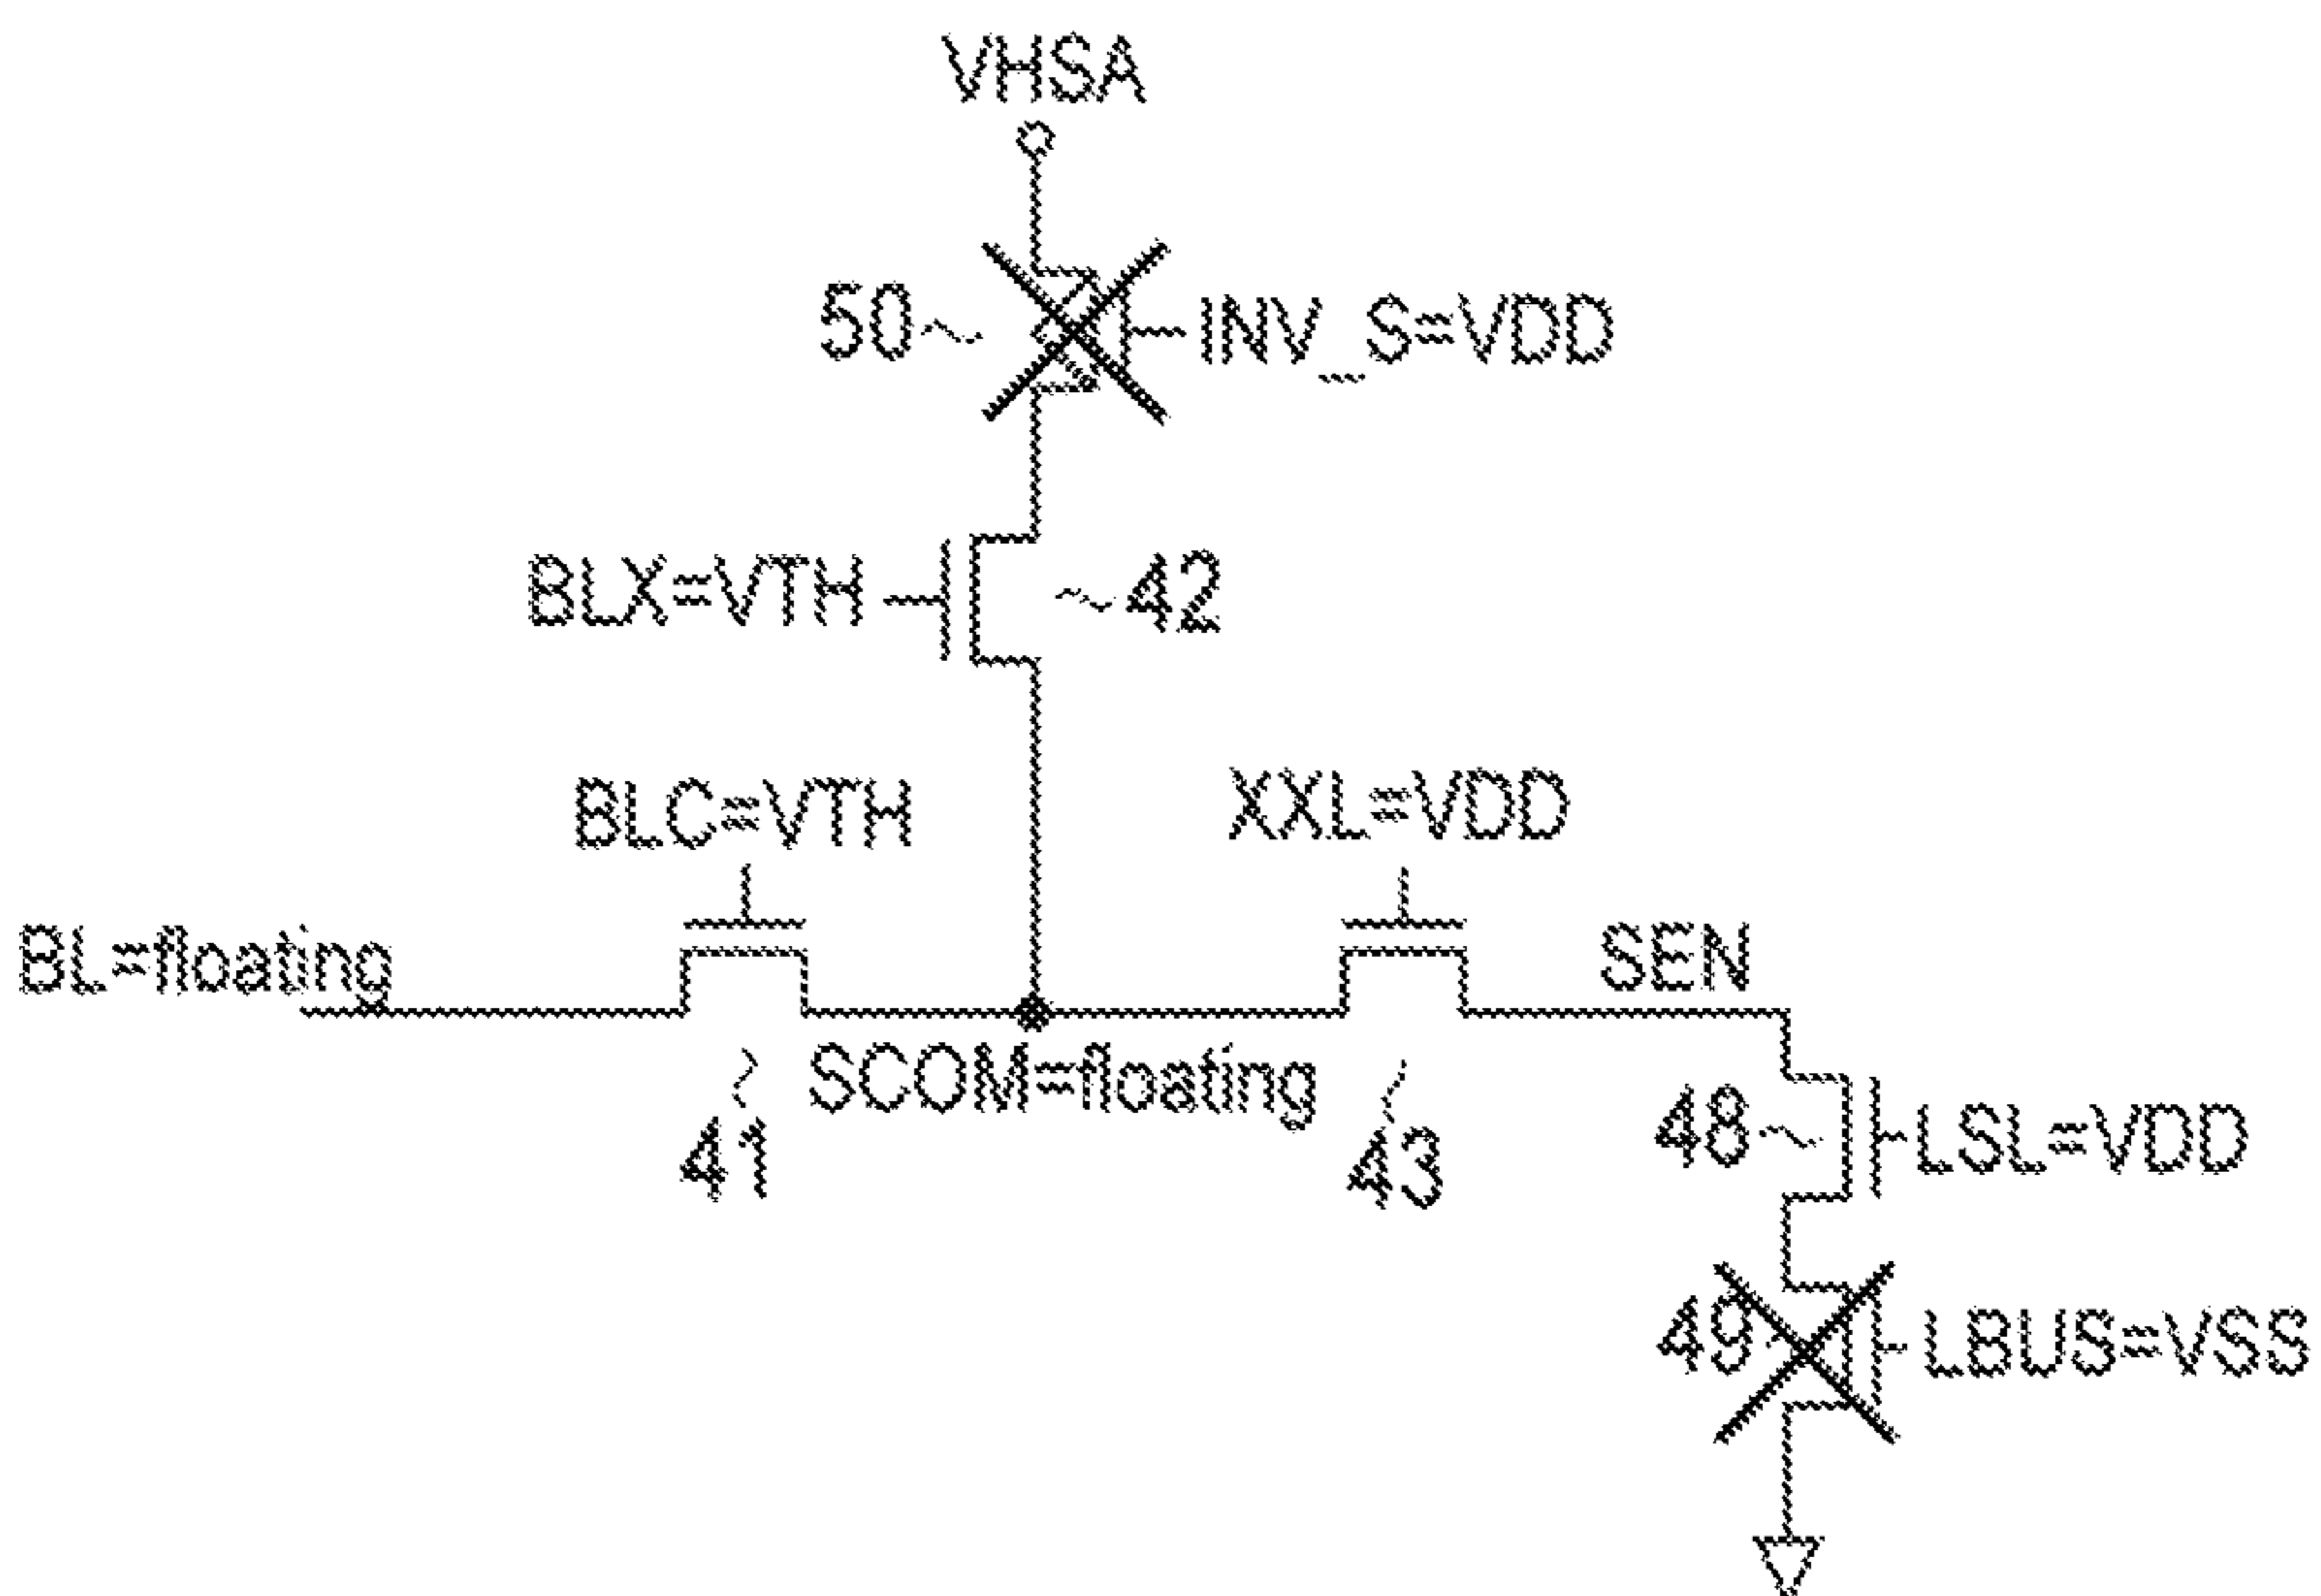 VHSA
50 INV_S=VDD
BLX=VTH 42
BLC=VTH XXL=VDD
BL=floating SEN
SCOM=floating
41 43 48 LSL=VDD
49 LBUS=VSS